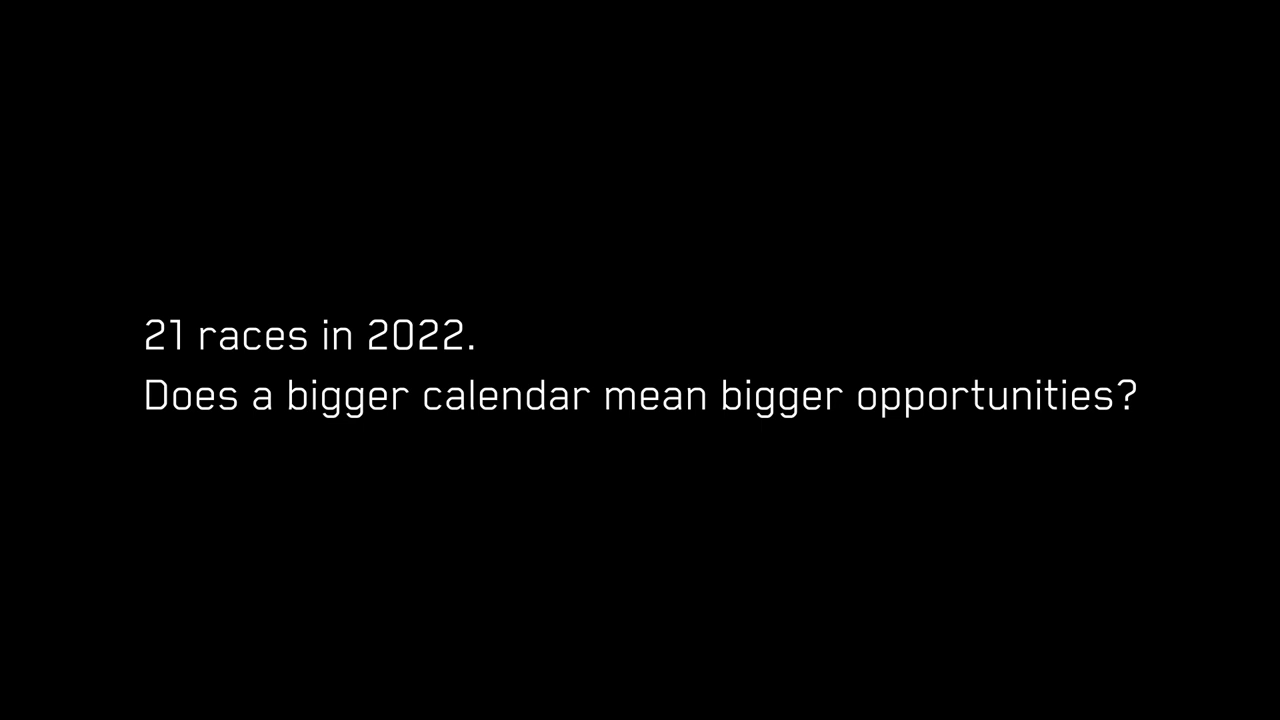 21 races in 2022.
Does a bigger calendar mean bigger opportunities?